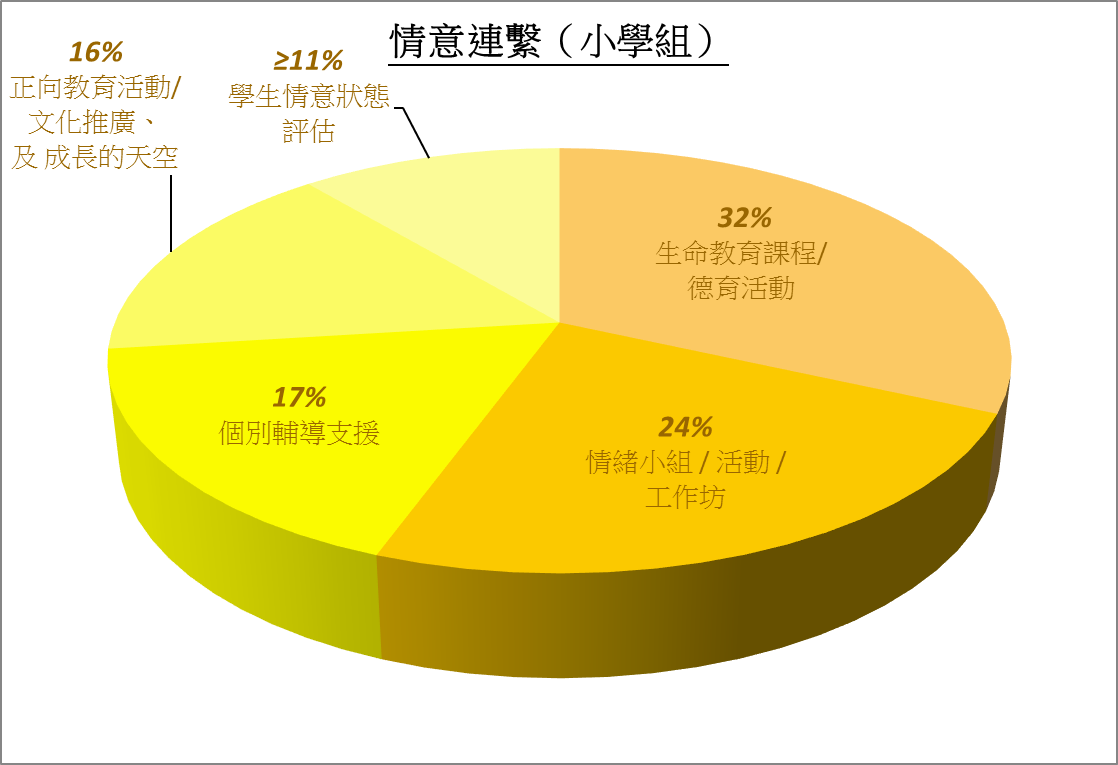 情意連繫（小學組）
16%
正向教育活動/
文化推廣、
及 成長的天空
≥11%
學生情意狀態
評估
32%
生命教育課程/
德育活動
17%
個別輔導支援
24%
情緒小組 / 活動 /
工作坊